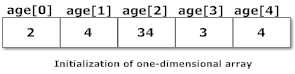 age[0] age[1] age[2] age[3] age[4]
2 4 34 3 4
Initialization of one-dimensional array